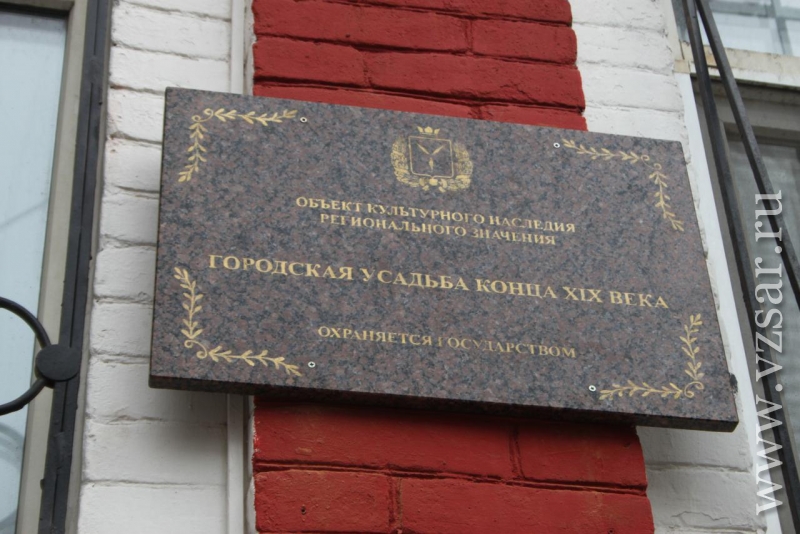 ОБЪЕКТ КУЛЬТУРНОГО НАСЛЕДИЯ
РЕГИОНАЛЬНОГО ЗНАЧЕНИЯ
ГОРОДСКАЯ УСАДЬБА КОНЦА XIX ВЕКА
ОХРАНЯЕТСЯ ГОСУДАРСТВОМ
www.vzsar.ru